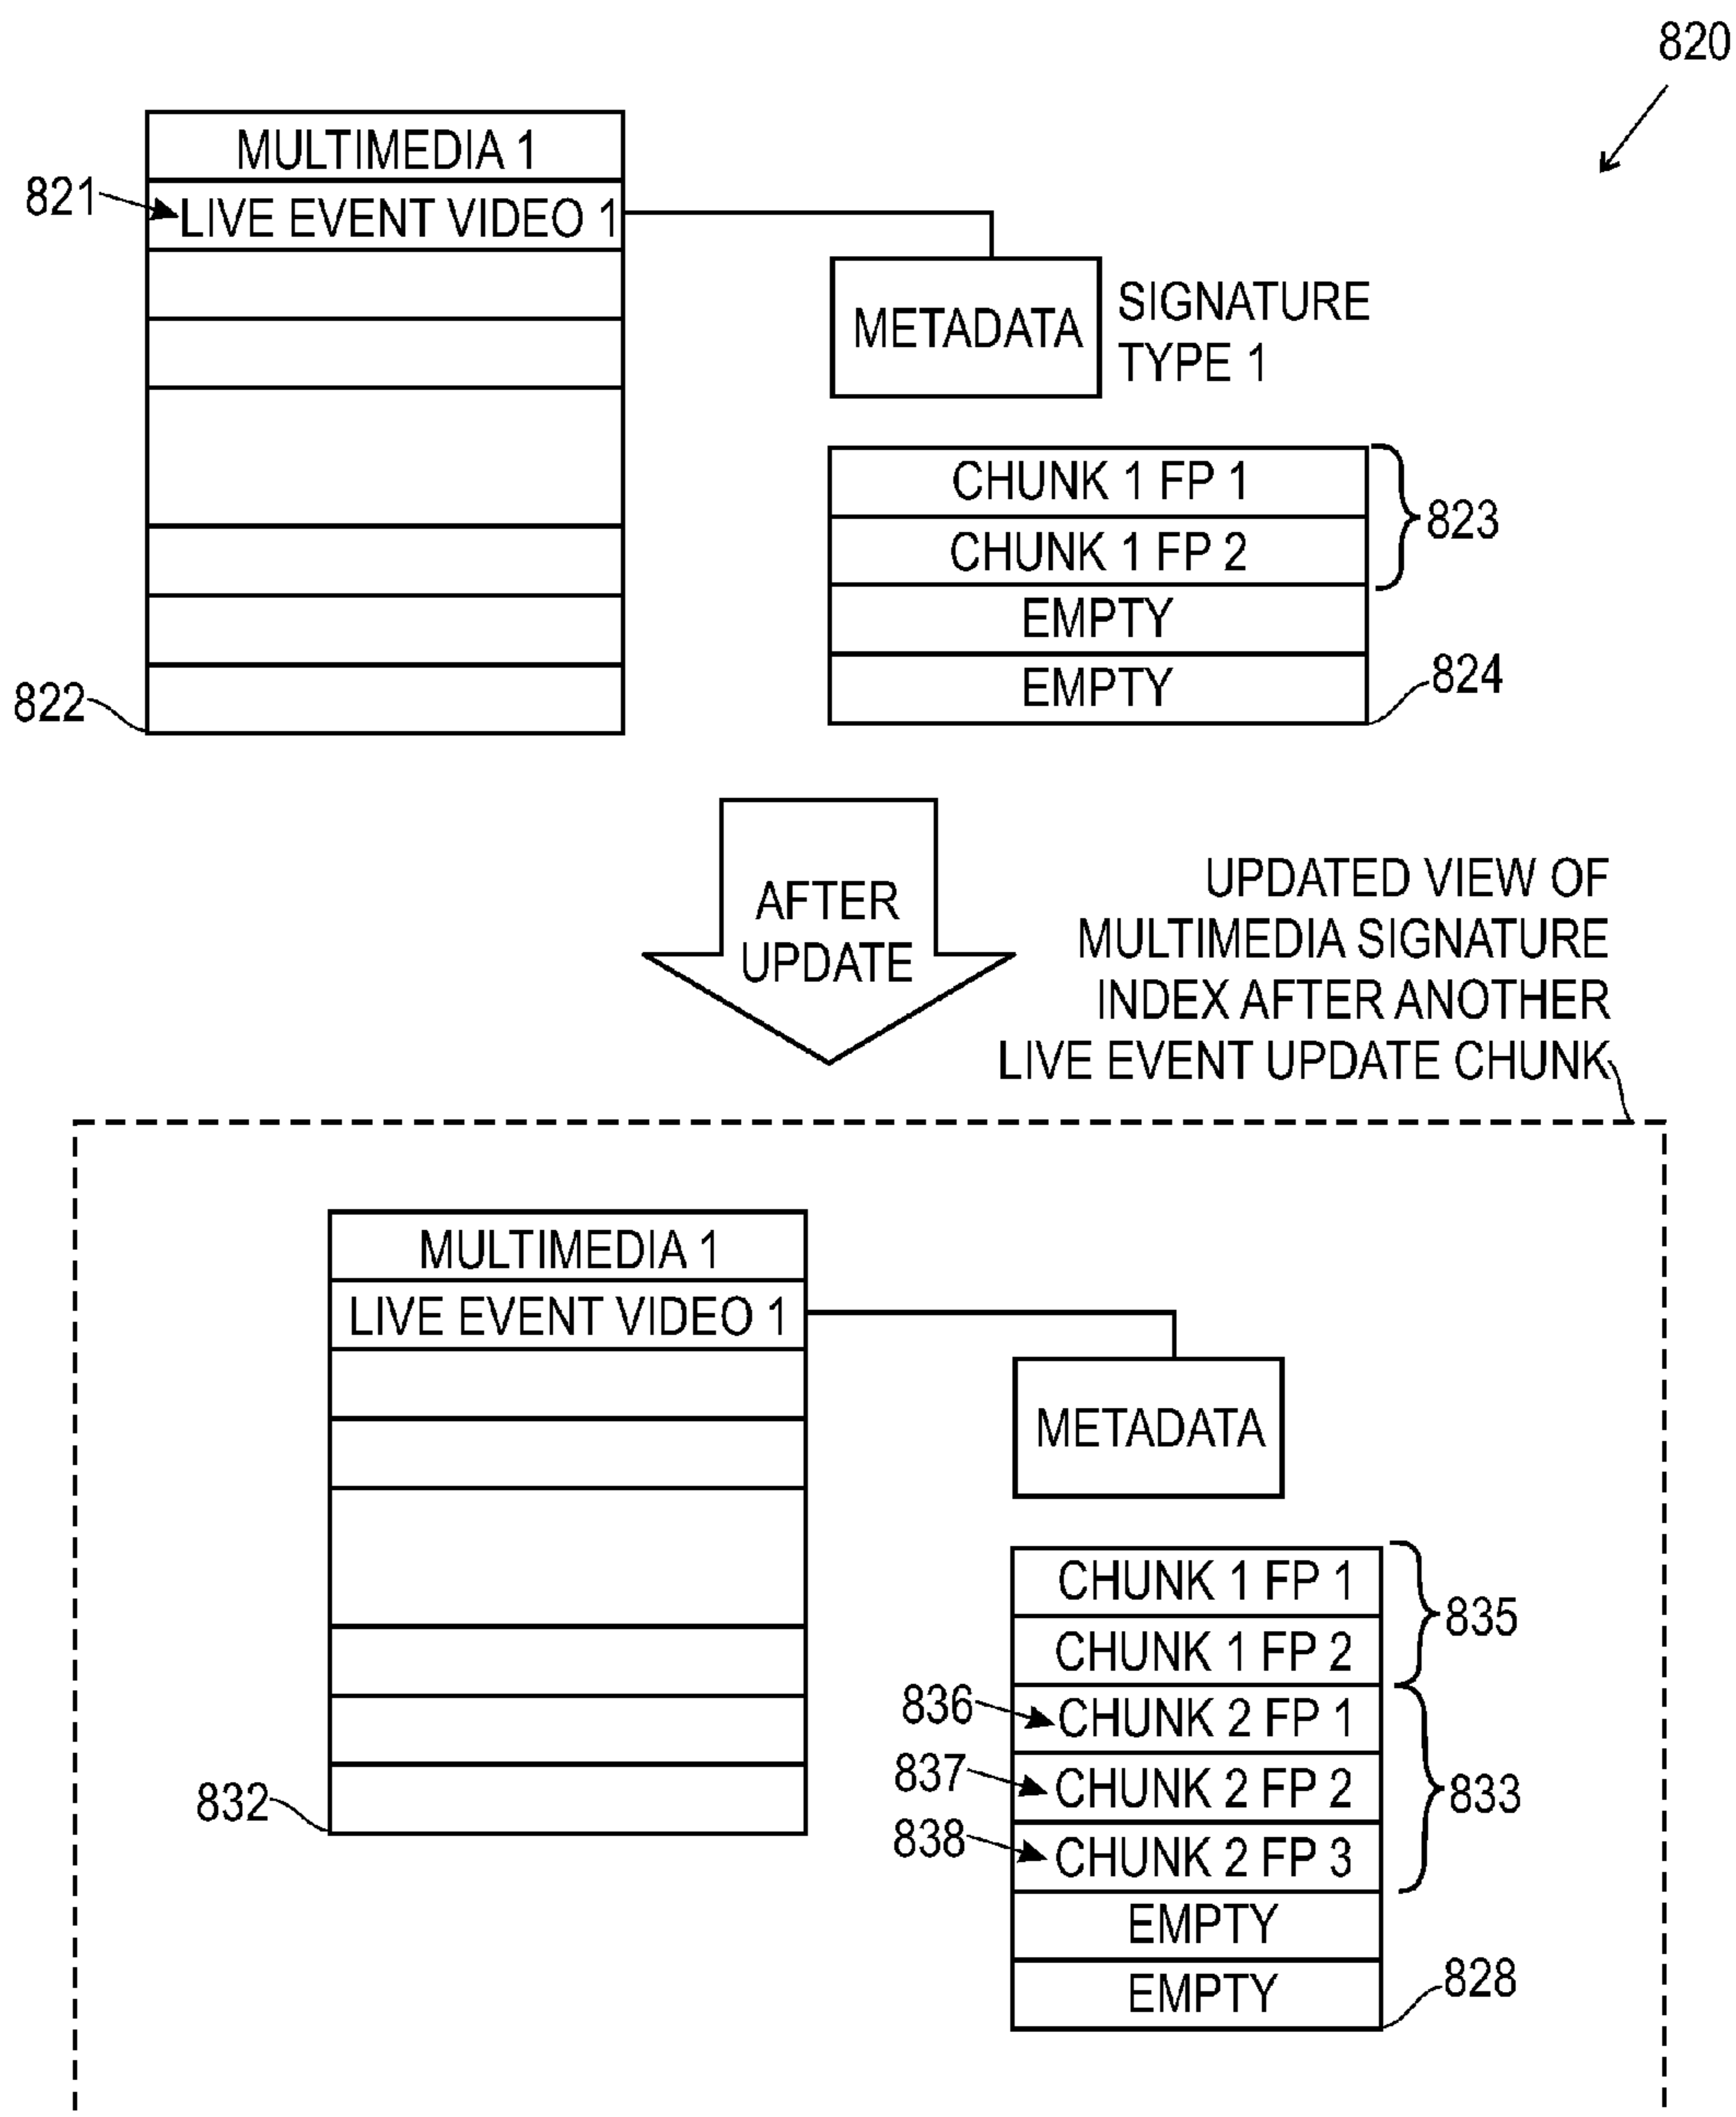 820
MULTIMEDIA 1
821
LIVE EVENT VIDEO 1
METADATA
SIGNATURE
TYPE 1
CHUNK 1 FP 1
823
CHUNK 1 FP 2
EMPTY
EMPTY
824
822
AFTER
UPDATE
UPDATED VIEW OF
MULTIMEDIA SIGNATURE
INDEX AFTER ANOTHER
LIVE EVENT UPDATE CHUNK
MULTIMEDIA 1
LIVE EVENT VIDEO 1
METADATA
CHUNK 1 FP 1
835
CHUNK 1 FP 2
836
CHUNK 2 FP 1
837
CHUNK 2 FP 2
833
838
CHUNK 2 FP 3
832
EMPTY
EMPTY
828